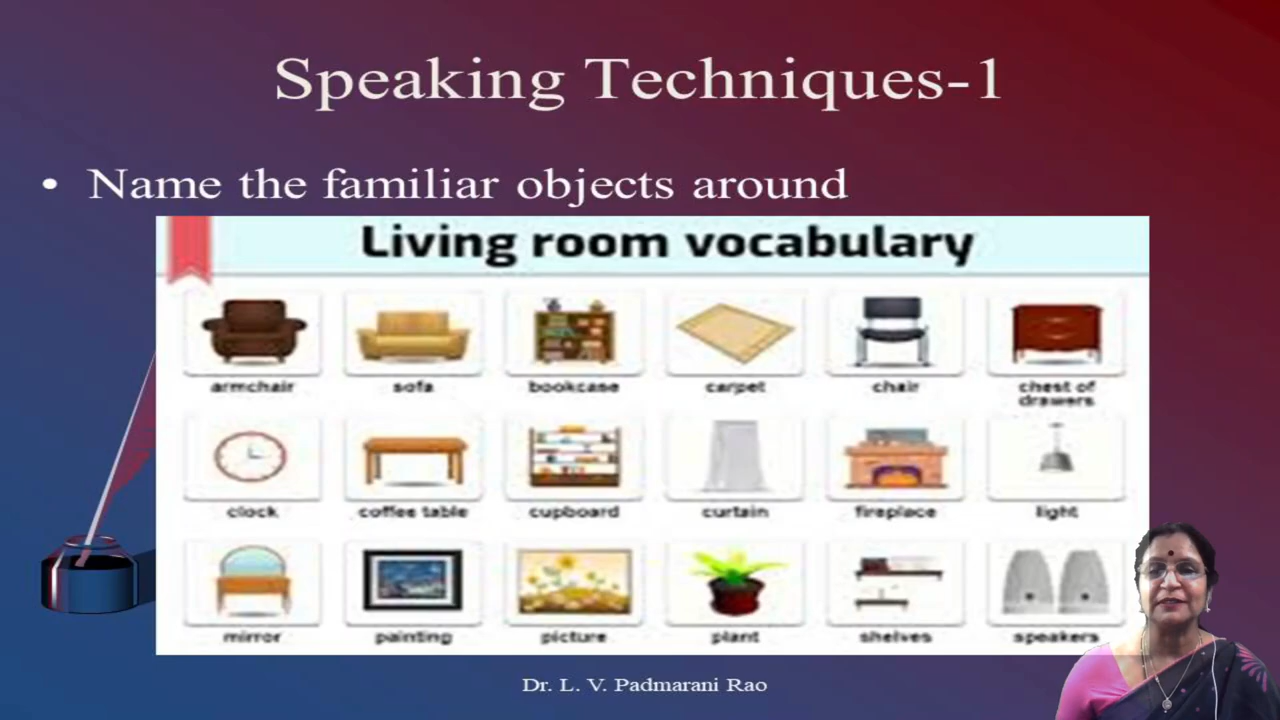 Speaking Techniques-1
• Name the familiar objects around
Living room vocabulary
armchair sofa bookcase carpet chair chest of drawers
clock coffee table cupboard curtain fireplace light
mirror painting picture plant shelves speakers
Dr. L. V. Padmarani Rao